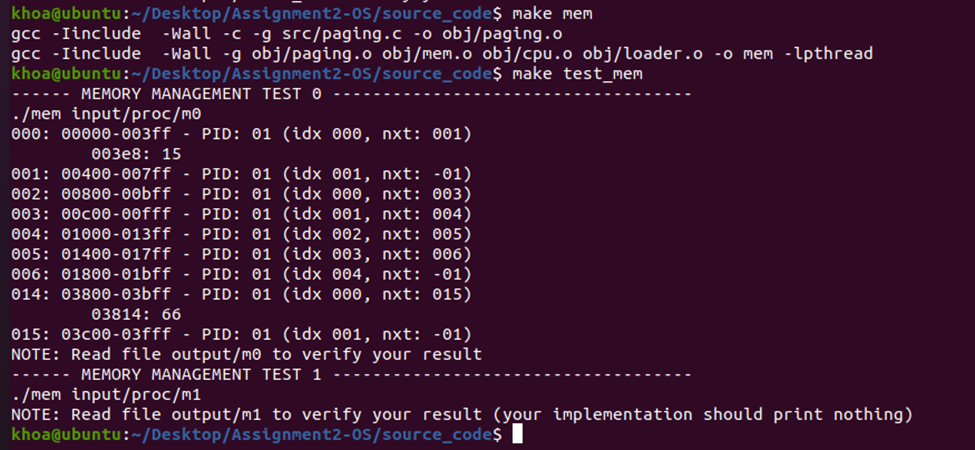 khoa@ubuntu:~/Desktop/Assignment2-OS/source_code$ make mem
gcc -Iinclude  -Wall -c -g src/paging.c -o obj/paging.o
gcc -Iinclude  -Wall -g obj/paging.o obj/mem.o obj/cpu.o obj/loader.o -o mem -lpthread
khoa@ubuntu:~/Desktop/Assignment2-OS/source_code$ make test_mem
------ MEMORY MANAGEMENT TEST 0 ------------------------------------
./mem input/proc/m0
000: 00000-003ff - PID: 01 (idx 000, nxt: 001)
        003e8: 15
001: 00400-007ff - PID: 01 (idx 001, nxt: -01)
002: 00800-00bff - PID: 01 (idx 000, nxt: 003)
003: 00c00-00fff - PID: 01 (idx 001, nxt: 004)
004: 01000-013ff - PID: 01 (idx 002, nxt: 005)
005: 01400-017ff - PID: 01 (idx 003, nxt: 006)
006: 01800-01bff - PID: 01 (idx 004, nxt: -01)
014: 03800-03bff - PID: 01 (idx 000, nxt: 015)
        03814: 66
015: 03c00-03fff - PID: 01 (idx 001, nxt: -01)
NOTE: Read file output/m0 to verify your result
------ MEMORY MANAGEMENT TEST 1 ------------------------------------
./mem input/proc/m1
NOTE: Read file output/m1 to verify your result (your implementation should print nothing)
khoa@ubuntu:~/Desktop/Assignment2-OS/source_code$